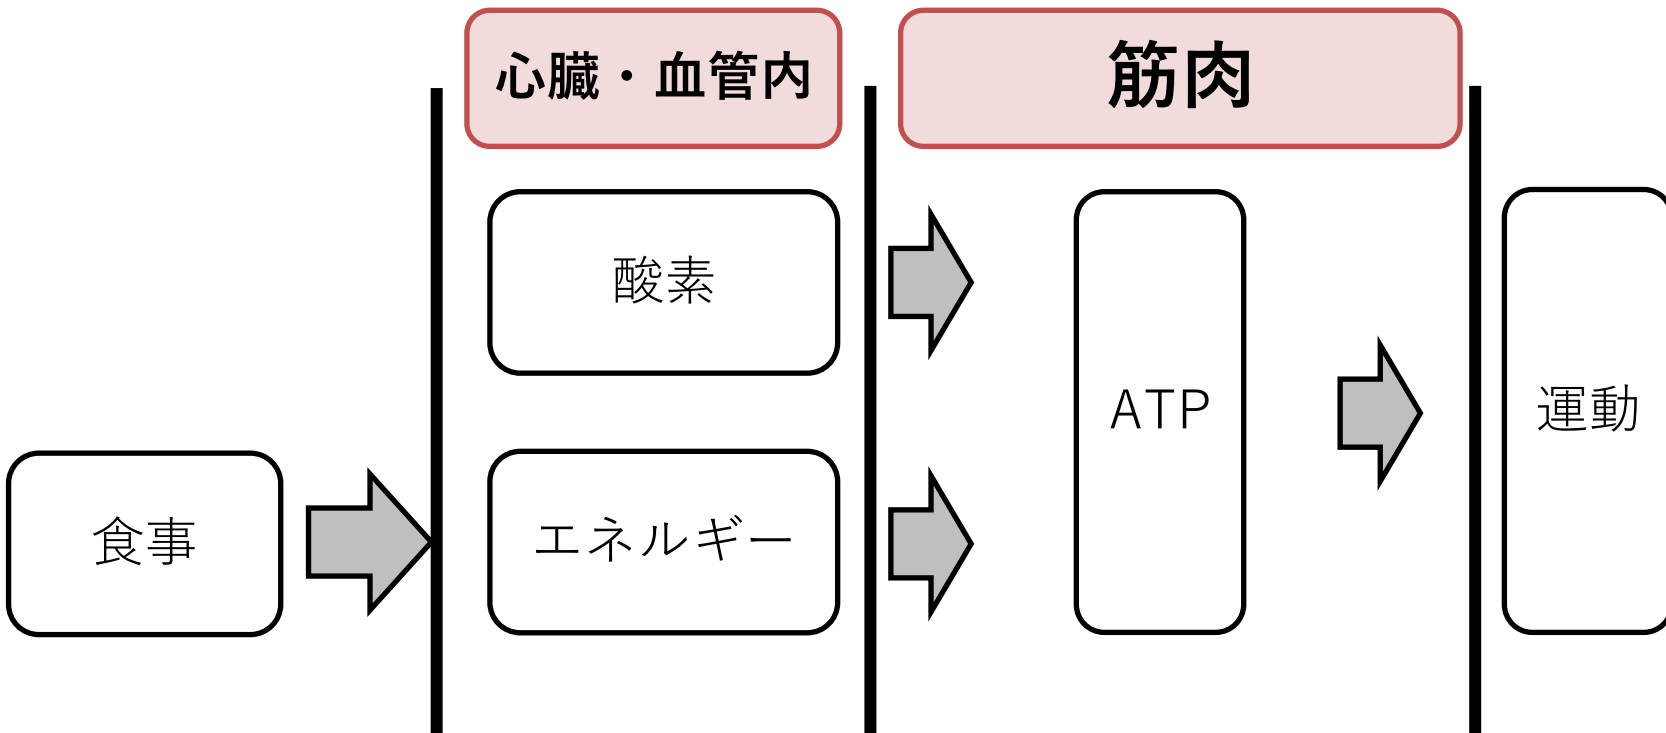 心臓・血管内
筋肉
酸素
ATP
運動
食事
エネルギー